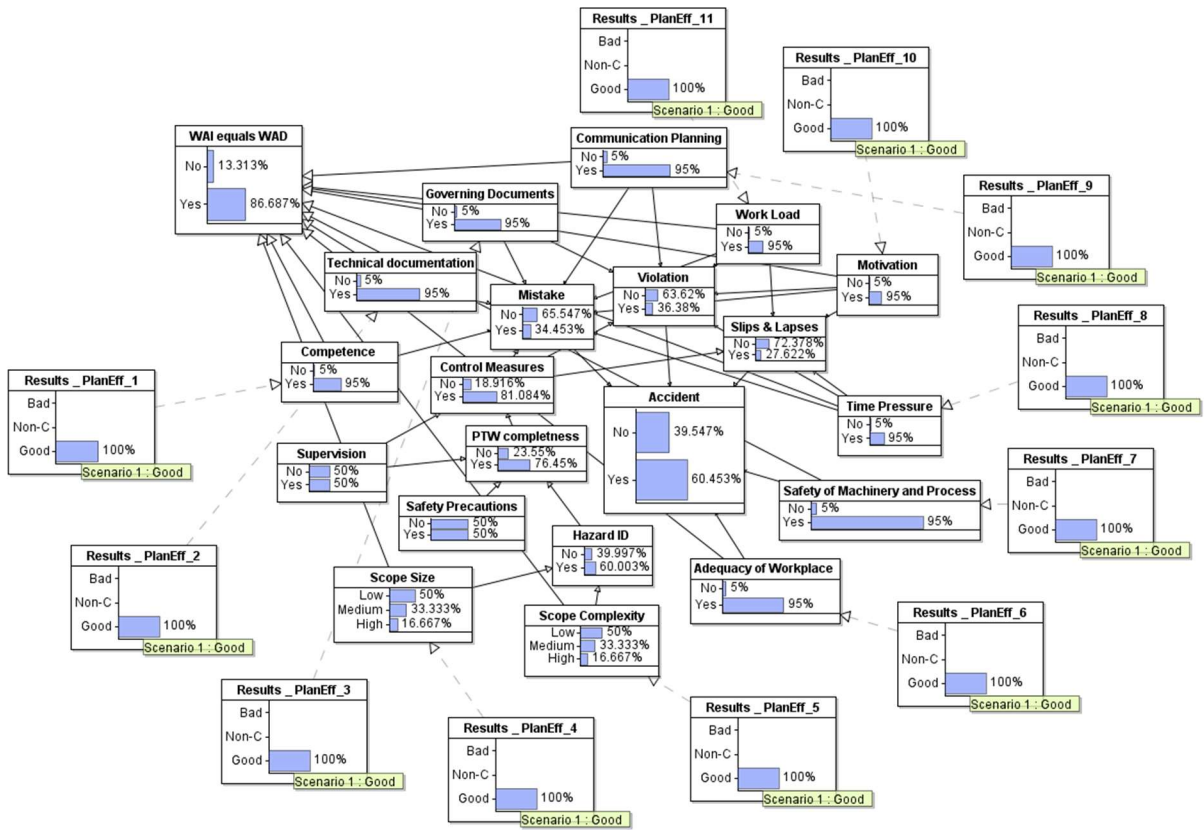 Results _ PlanEff_11
Bad
Non-C
Good 100%
Scenario 1 : Good
Results _ PlanEff_10
Bad
Non-C
Good 100%
Scenario 1 : Good
WAI equals WAD
No 13.313%
Yes 86.687%
Communication Planning
No 5%
Yes 95%
Results _ PlanEff_9
Bad
Non-C
Good 100%
Scenario 1 : Good
Governing Documents
No 5%
Yes 95%
Work Load
No 5%
Yes 95%
Technical documentation
No 5%
Yes 95%
Violation
No 63.62%
Yes 36.38%
Motivation
No 5%
Yes 95%
Mistake
No 65.547%
Yes 34.453%
Slips & Lapses
No 72.378%
Yes 27.622%
Results _ PlanEff_8
Bad
Non-C
Good 100%
Scenario 1 : Good
Competence
No 5%
Yes 95%
Control Measures
No 18.916%
Yes 81.084%
Results _ PlanEff_1
Bad
Non-C
Good 100%
Scenario 1 : Good
Accident
No 39.547%
Yes 60.453%
Time Pressure
No 5%
Yes 95%
PTW completness
No 23.55%
Yes 76.45%
Supervision
No 50%
Yes 50%
Results _ PlanEff_7
Bad
Non-C
Good 100%
Scenario 1 : Good
Safety of Machinery and Process
No 5%
Yes 95%
Safety Precautions
No 50%
Yes 50%
Hazard ID
No 39.997%
Yes 60.003%
Results _ PlanEff_2
Bad
Non-C
Good 100%
Scenario 1 : Good
Adequacy of Workplace
No 5%
Yes 95%
Scope Size
Low 50%
Medium 33.333%
High 16.667%
Scope Complexity
Low 50%
Medium 33.333%
High 16.667%
Results _ PlanEff_6
Bad
Non-C
Good 100%
Scenario 1 : Good
Results _ PlanEff_3
Bad
Non-C
Good 100%
Scenario 1 : Good
Results _ PlanEff_4
Bad
Non-C
Good 100%
Scenario 1 : Good
Results _ PlanEff_5
Bad
Non-C
Good 100%
Scenario 1 : Good